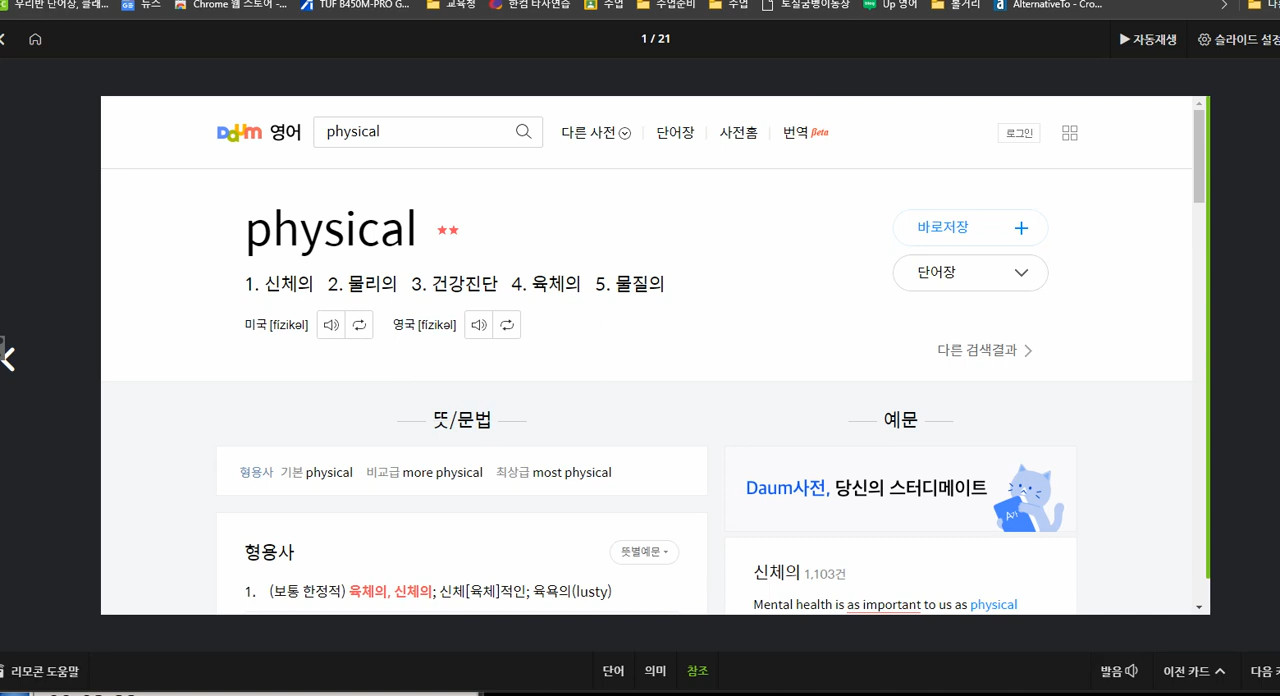 우리반 단어장, 클래... 뉴스 Chrome 웹 스토어 -... TUF B450M-PRO G... 교육청 한컴 타자연습 수업 수업준비 수업 토실궁뱅이동장 Up 영어 볼거리 AlternativeTo - Cro...
1 / 21
자동재생
슬라이드 설정
Daum 영어
physical
다른 사전
단어장
사전홈
번역 Beta
로그인
physical
바로저장
1. 신체의 2. 물리의 3. 건강진단 4. 육체의 5. 물질의
단어장
미국 [fízikəl] 영국 [fízikəl]
다른 검색결과
뜻/문법
형용사 기본 physical 비교급 more physical 최상급 most physical
형용사
뜻별예문
1. (보통 한정적) 육체의, 신체의; 신체[육체]적인; 육욕의(lusty)
예문
Daum사전, 당신의 스터디메이트
신체의 1,103건
Mental health is as important to us as physical
리모콘 도움말
단어 의미 참조
발음
이전 카드
다음